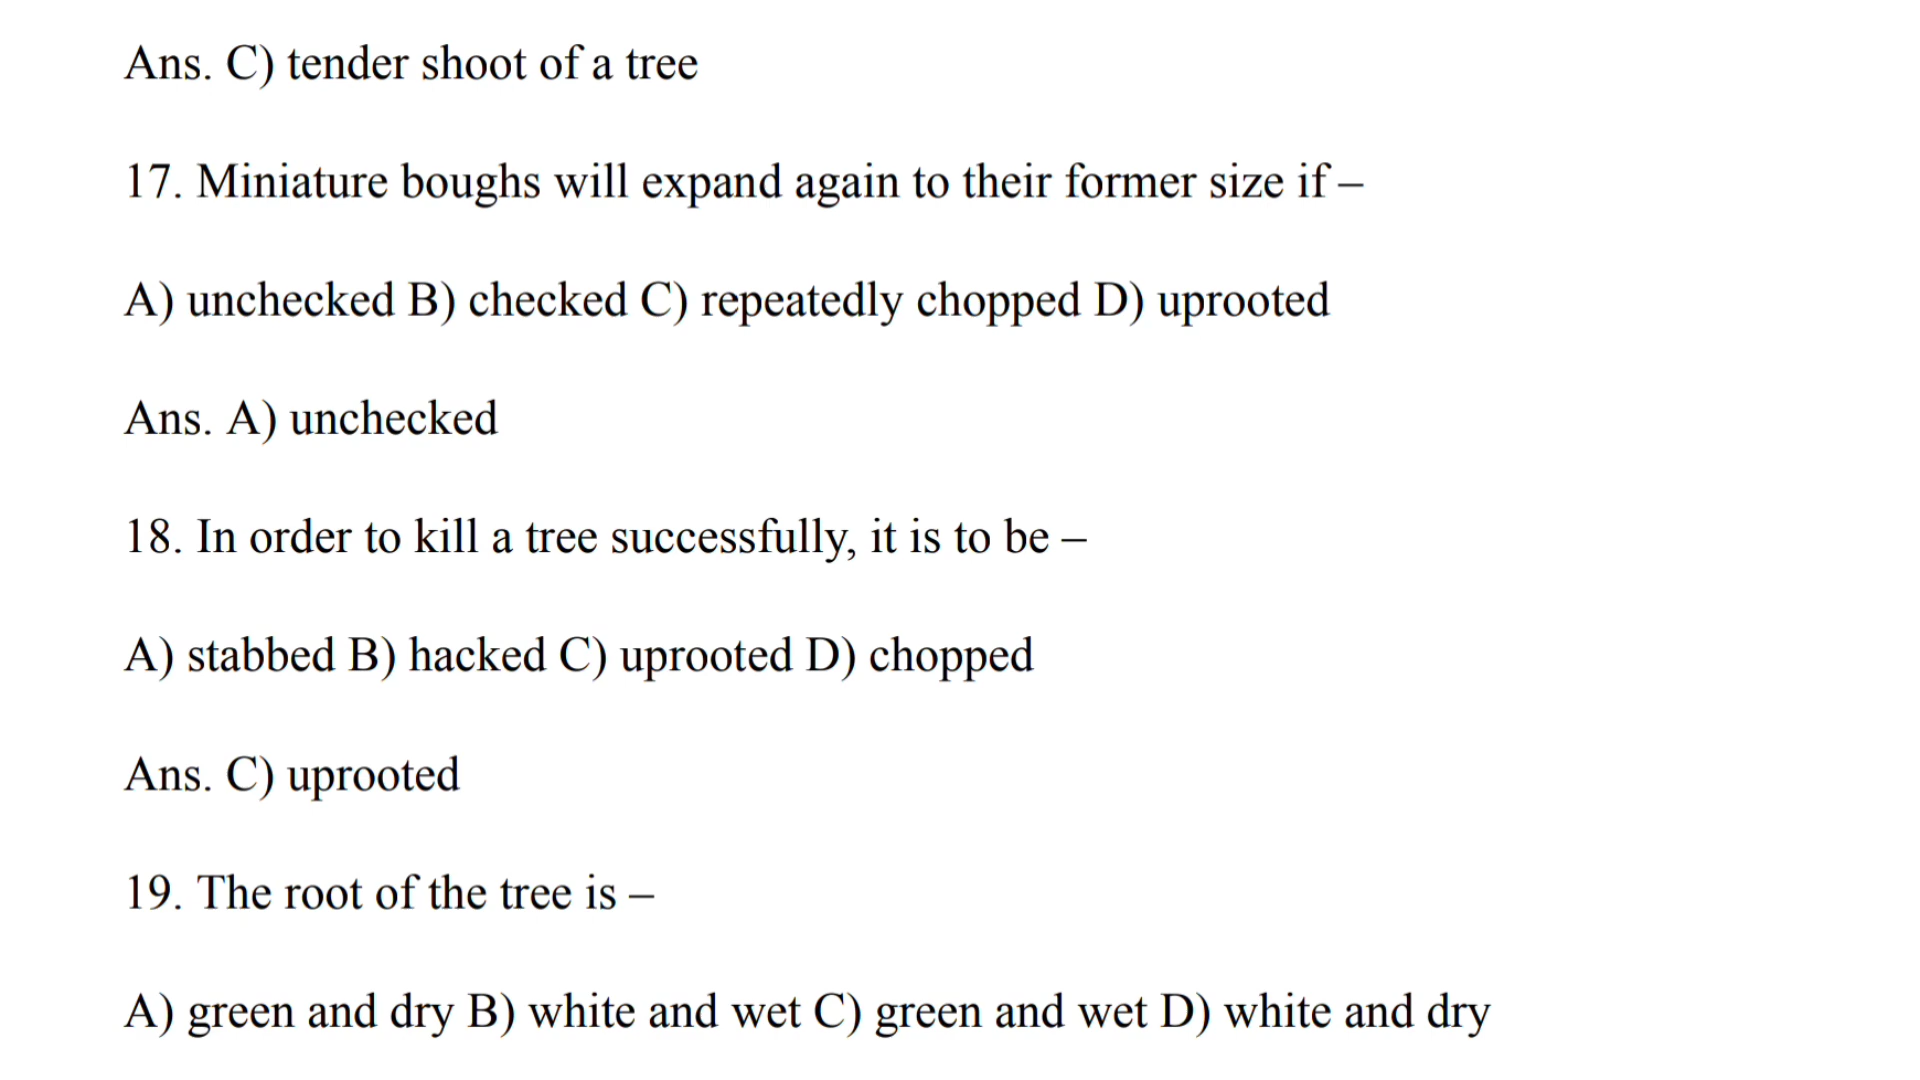 Ans. C) tender shoot of a tree
17. Miniature boughs will expand again to their former size if –
A) unchecked B) checked C) repeatedly chopped D) uprooted
Ans. A) unchecked
18. In order to kill a tree successfully, it is to be –
A) stabbed B) hacked C) uprooted D) chopped
Ans. C) uprooted
19. The root of the tree is –
A) green and dry B) white and wet C) green and wet D) white and dry